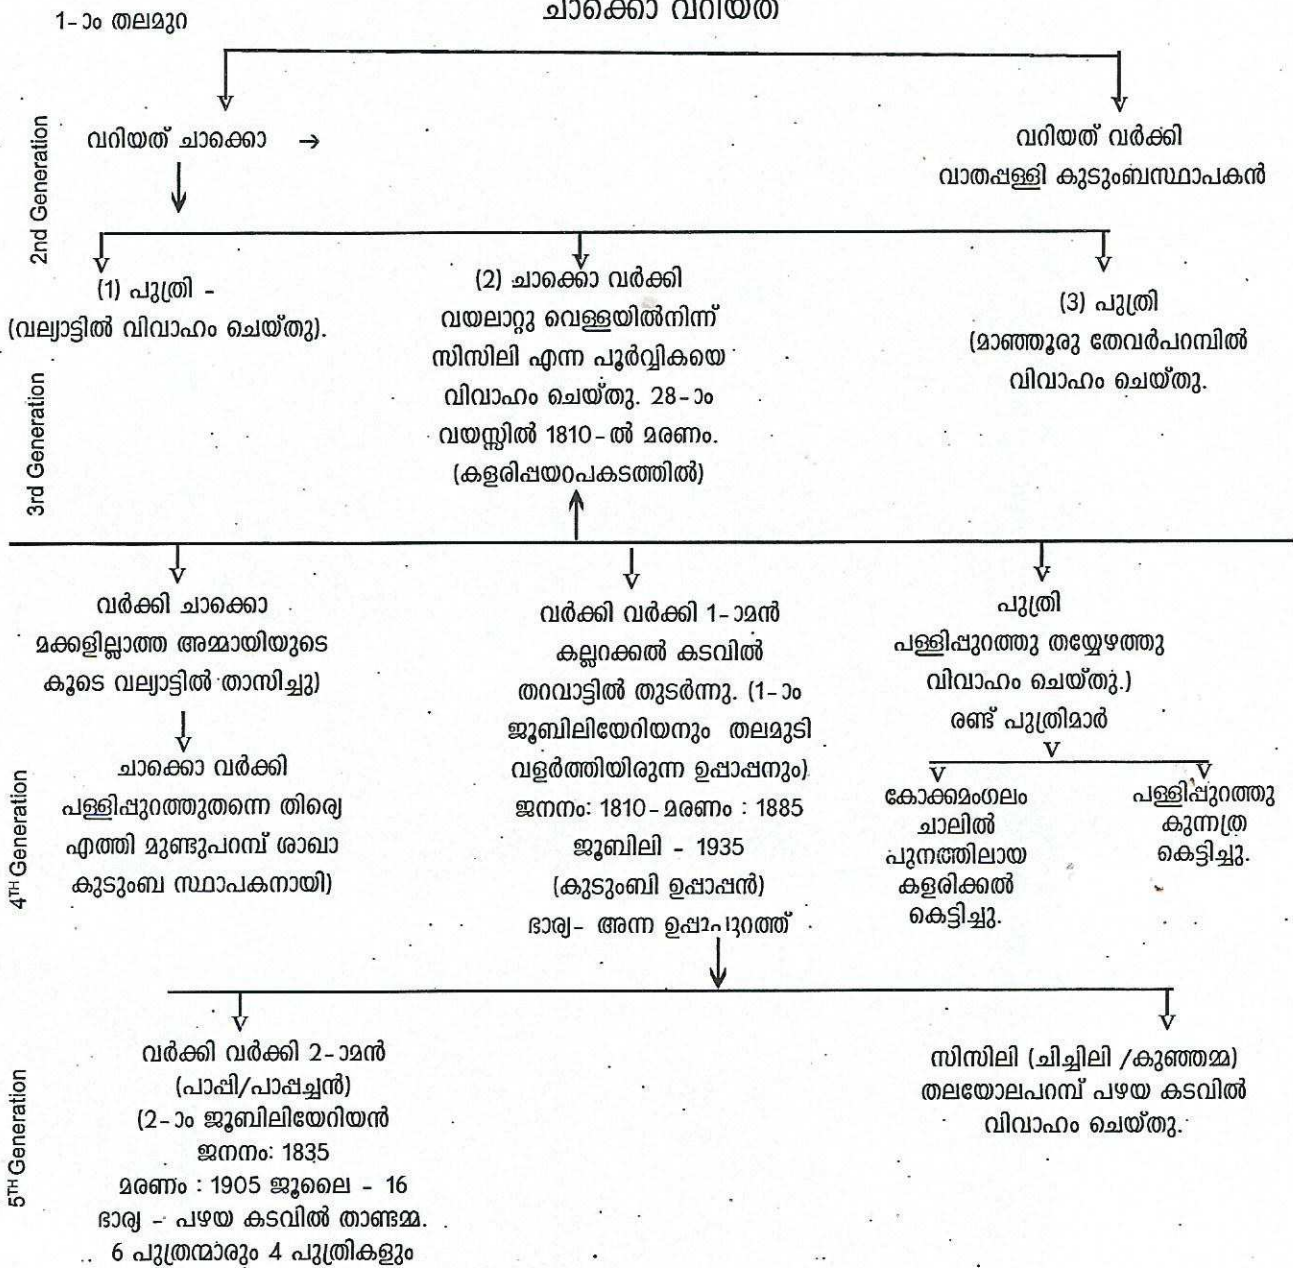 1-ാം തലമുറ
ചാക്കൊ വറിയത്
2nd Generation
വറിയത് ചാക്കൊ →
വറിയത് വർക്കി
വാതപ്പള്ളി കുടുംബസ്ഥാപകൻ
3rd Generation
(1) പുത്രി -
(വല്യാട്ടിൽ വിവാഹം ചെയ്തു).
(2) ചാക്കൊ വർക്കി
വയലാറ്റു വെള്ളയിൽനിന്ന്
സിസിലി എന്ന പൂർവ്വികയെ
വിവാഹം ചെയ്തു. 28-ാം
വയസ്സിൽ 1810-ൽ മരണം.
(കളരിപ്പയറപകടത്തിൽ)
(3) പുത്രി
(മാഞ്ഞൂരു തേവർപറമ്പിൽ
വിവാഹം ചെയ്തു.
4TH Generation
വർക്കി ചാക്കൊ
മക്കളില്ലാത്ത അമ്മായിയുടെ
കൂടെ വല്യാട്ടിൽ താസിച്ചു)
ചാക്കൊ വർക്കി
പള്ളിപ്പുറത്തുതന്നെ തിര്യെ
എത്തി മുണ്ടുപറമ്പ് ശാഖാ
കുടുംബ സ്ഥാപകനായി)
വർക്കി വർക്കി 1-ാമൻ
കല്ലറക്കൽ കടവിൽ
തറവാട്ടിൽ തുടർന്നു. (1-ാം
ജൂബിലിയേറിയനും തലമുടി
വളർത്തിയിരുന്ന ഉപ്പാപ്പനും)
ജനനം: 1810-മരണം : 1885
ജൂബിലി - 1935
(കുടുംബി ഉപ്പാപ്പൻ)
ഭാര്യ- അന്ന ഉപ്പാപുറത്ത്
പുത്രി
പള്ളിപ്പുറത്തു തയ്യേഴത്തു
വിവാഹം ചെയ്തു.)
രണ്ട് പുത്രിമാർ
കോക്കമംഗലം
ചാലിൽ
പുനത്തിലായ
കളരിക്കൽ
കെട്ടിച്ചു.
പള്ളിപ്പുറത്തു
കുന്നത്ര
കെട്ടിച്ചു.
5TH Generation
വർക്കി വർക്കി 2-ാമൻ
(പാപ്പി/പാപ്പച്ചൻ)
(2-ാം ജൂബിലിയേറിയൻ
ജനനം: 1835
മരണം : 1905 ജൂലൈ - 16
ഭാര്യ - പഴയ കടവിൽ താണ്ടമ്മ.
6 പുത്രന്മാരും 4 പുത്രികളും
സിസിലി (ചിച്ചിലി /കുഞ്ഞമ്മ)
തലയോലപറമ്പ് പഴയ കടവിൽ
വിവാഹം ചെയ്തു.